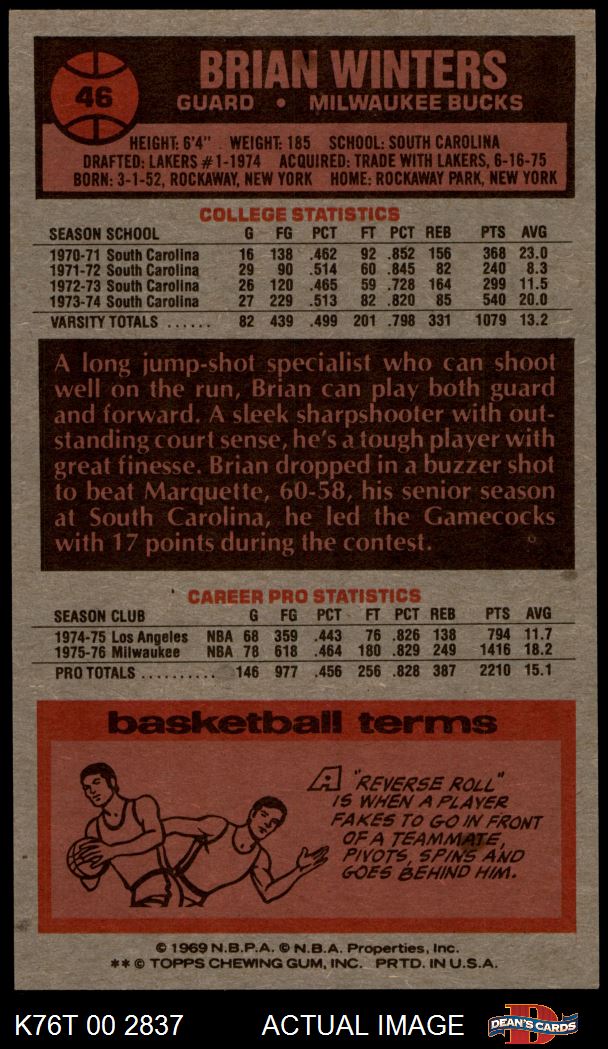 46
BRIAN WINTERS
GUARD • MILWAUKEE BUCKS
HEIGHT: 6'4" WEIGHT: 185 SCHOOL: SOUTH CAROLINA
DRAFTED: LAKERS #1-1974 ACQUIRED: TRADE WITH LAKERS, 6-16-75
BORN: 3-1-52, ROCKAWAY, NEW YORK HOME: ROCKAWAY PARK, NEW YORK
COLLEGE STATISTICS
SEASON SCHOOL G FG PCT FT PCT REB PTS AVG
1970-71 South Carolina 16 138 .462 92 .852 156 368 23.0
1971-72 South Carolina 29 90 .514 60 .845 82 240 8.3
1972-73 South Carolina 26 120 .465 59 .728 164 299 11.5
1973-74 South Carolina 27 229 .513 82 .820 85 540 20.0
VARSITY TOTALS ...... 82 439 .499 201 .798 331 1079 13.2
A long jump-shot specialist who can shoot
well on the run, Brian can play both guard
and forward. A sleek sharpshooter with out-
standing court sense, he's a tough player with
great finesse. Brian dropped in a buzzer shot
to beat Marquette, 60-58, his senior season
at South Carolina, he led the Gamecocks
with 17 points during the contest.
CAREER PRO STATISTICS
SEASON CLUB G FG PCT FT PCT REB PTS AVG
1974-75 Los Angeles NBA 68 359 .443 76 .826 138 794 11.7
1975-76 Milwaukee NBA 78 618 .464 180 .829 249 1416 18.2
PRO TOTALS .......... 146 977 .456 256 .828 387 2210 15.1
basketball terms
A "REVERSE ROLL"
IS WHEN A PLAYER
FAKES TO GO IN FRONT
OF A TEAMMATE,
PIVOTS, SPINS AND
GOES BEHIND HIM.
© 1969 N.B.P.A. © N.B.A. Properties, Inc.
** © TOPPS CHEWING GUM, INC. PRTD. IN U.S.A.
K76T 00 2837 ACTUAL IMAGE DEAN'S CARDS